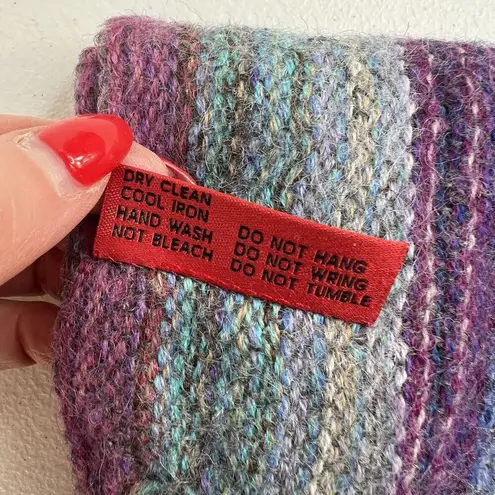 DRY CLEAN
COOL IRON
HAND WASH
NOT BLEACH
DO NOT HANG
DO NOT WRING
DO NOT TUMBLE